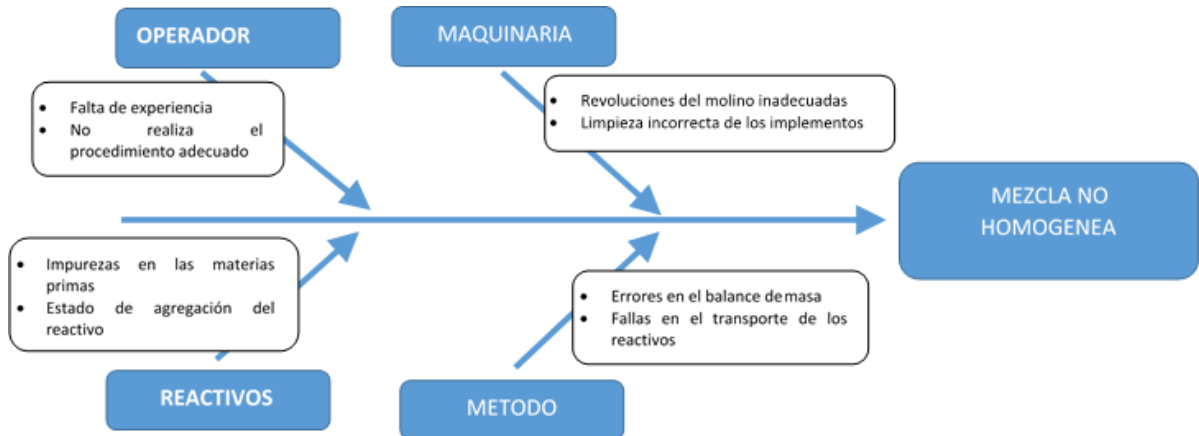 OPERADOR
MAQUINARIA
• Falta de experiencia
• No realiza el
procedimiento adecuado
• Revoluciones del molino inadecuadas
• Limpieza incorrecta de los implementos
MEZCLA NO
HOMOGENEA
• Impurezas en las materias
primas
• Estado de agregación del
reactivo
• Errores en el balance de masa
• Fallas en el transporte de los
reactivos
REACTIVOS
METODO